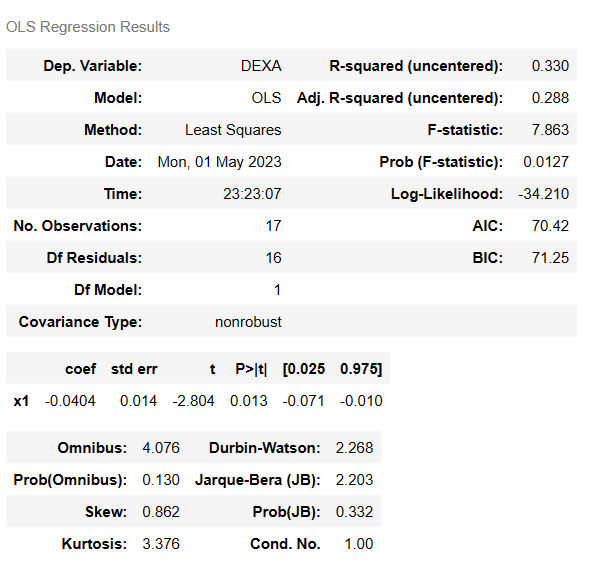 OLS Regression Results
Dep. Variable: DEXA R-squared (uncentered): 0.330
Model: OLS Adj. R-squared (uncentered): 0.288
Method: Least Squares F-statistic: 7.863
Date: Mon, 01 May 2023 Prob (F-statistic): 0.0127
Time: 23:23:07 Log-Likelihood: -34.210
No. Observations: 17 AIC: 70.42
Df Residuals: 16 BIC: 71.25
Df Model: 1
Covariance Type: nonrobust
coef std err t P>|t| [0.025 0.975]
x1 -0.0404 0.014 -2.804 0.013 -0.071 -0.010
Omnibus: 4.076 Durbin-Watson: 2.268
Prob(Omnibus): 0.130 Jarque-Bera (JB): 2.203
Skew: 0.862 Prob(JB): 0.332
Kurtosis: 3.376 Cond. No. 1.00